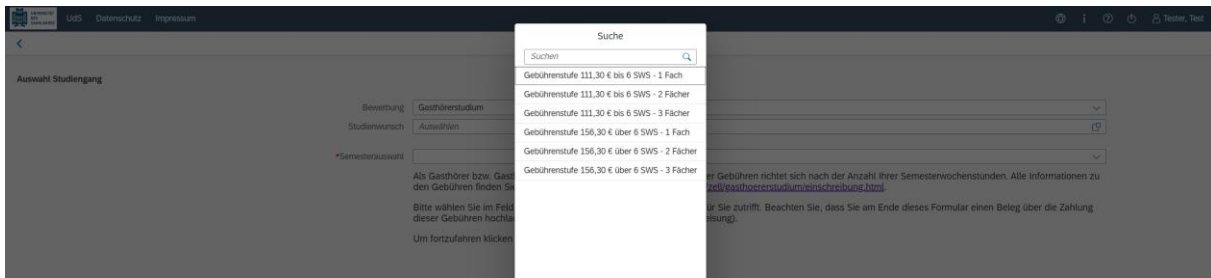 UNIVERSITÄT
DES
SAARLANDES
UdS Datenschutz Impressum
Tester, Test
Suche
Suchen
Gebührenstufe 111,30 € bis 6 SWS - 1 Fach
Gebührenstufe 111,30 € bis 6 SWS - 2 Fächer
Gebührenstufe 111,30 € bis 6 SWS - 3 Fächer
Gebührenstufe 156,30 € über 6 SWS - 1 Fach
Gebührenstufe 156,30 € über 6 SWS - 2 Fächer
Gebührenstufe 156,30 € über 6 SWS - 3 Fächer
Auswahl Studiengang
Bewerbung Gasthörerstudium
Studienwunsch Auswählen
*Semesterauswahl
Als Gasthörer bzw. Gast er Gebühren richtet sich nach der Anzahl Ihrer Semesterwochenstunden. Alle Informationen zu
den Gebühren finden Sie zell/gasthoererstudium/einschreibung.html.
Bitte wählen Sie im Feld ür Sie zutrifft. Beachten Sie, dass Sie am Ende dieses Formular einen Beleg über die Zahlung
dieser Gebühren hochla eisung).
Um fortzufahren klicken